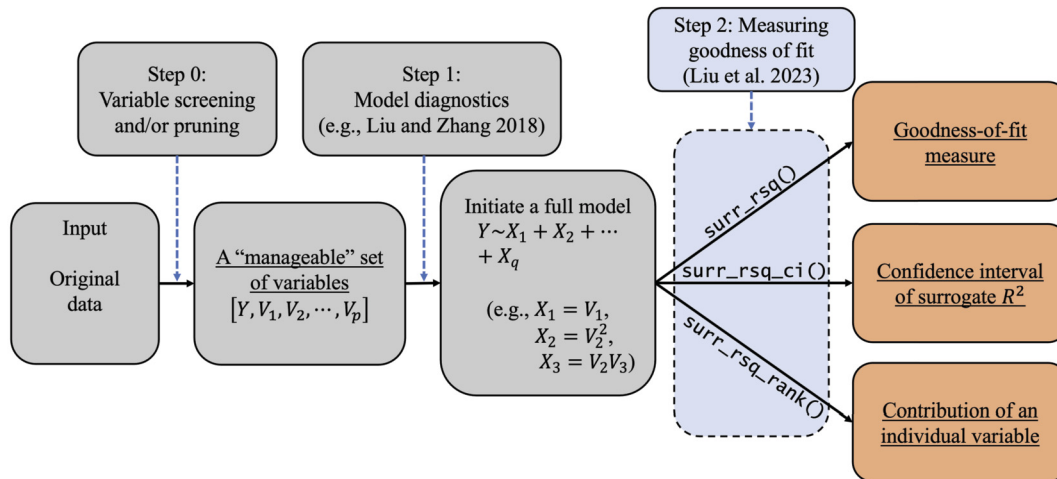 Step 0:
Variable screening
and/or pruning
Step 1:
Model diagnostics
(e.g., Liu and Zhang 2018)
Step 2: Measuring
goodness of fit
(Liu et al. 2023)
Input
Original
data
A “manageable” set
of variables
[Y, V₁, V₂, ⋯, Vₚ]
Initiate a full model
Y~X₁ + X₂ + ⋯
+ X_q
(e.g., X₁ = V₁,
X₂ = V₂²,
X₃ = V₂V₃)
surr_rsq()
surr_rsq_ci()
surr_rsq_rank()
Goodness-of-fit
measure
Confidence interval
of surrogate R²
Contribution of an
individual variable